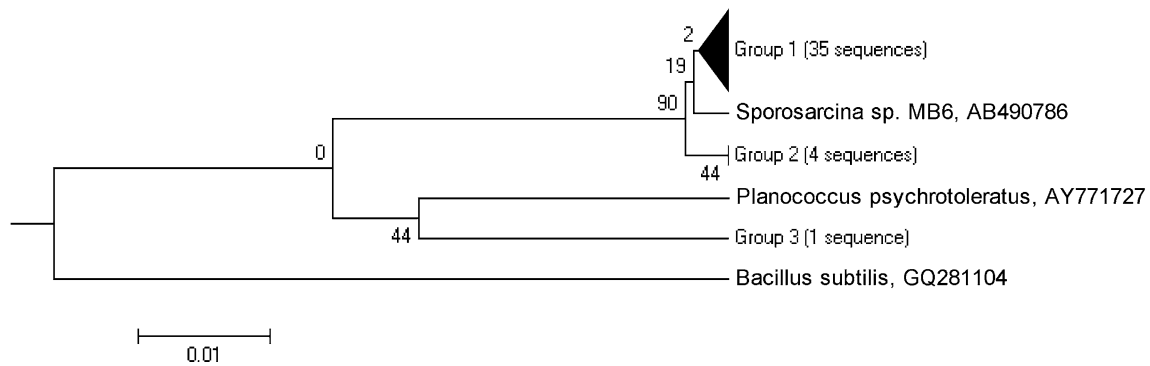 2
Group 1 (35 sequences)
19
90
Sporosarcina sp. MB6, AB490786
0
Group 2 (4 sequences)
44
Planococcus psychrotoleratus, AY771727
44
Group 3 (1 sequence)
Bacillus subtilis, GQ281104
0.01